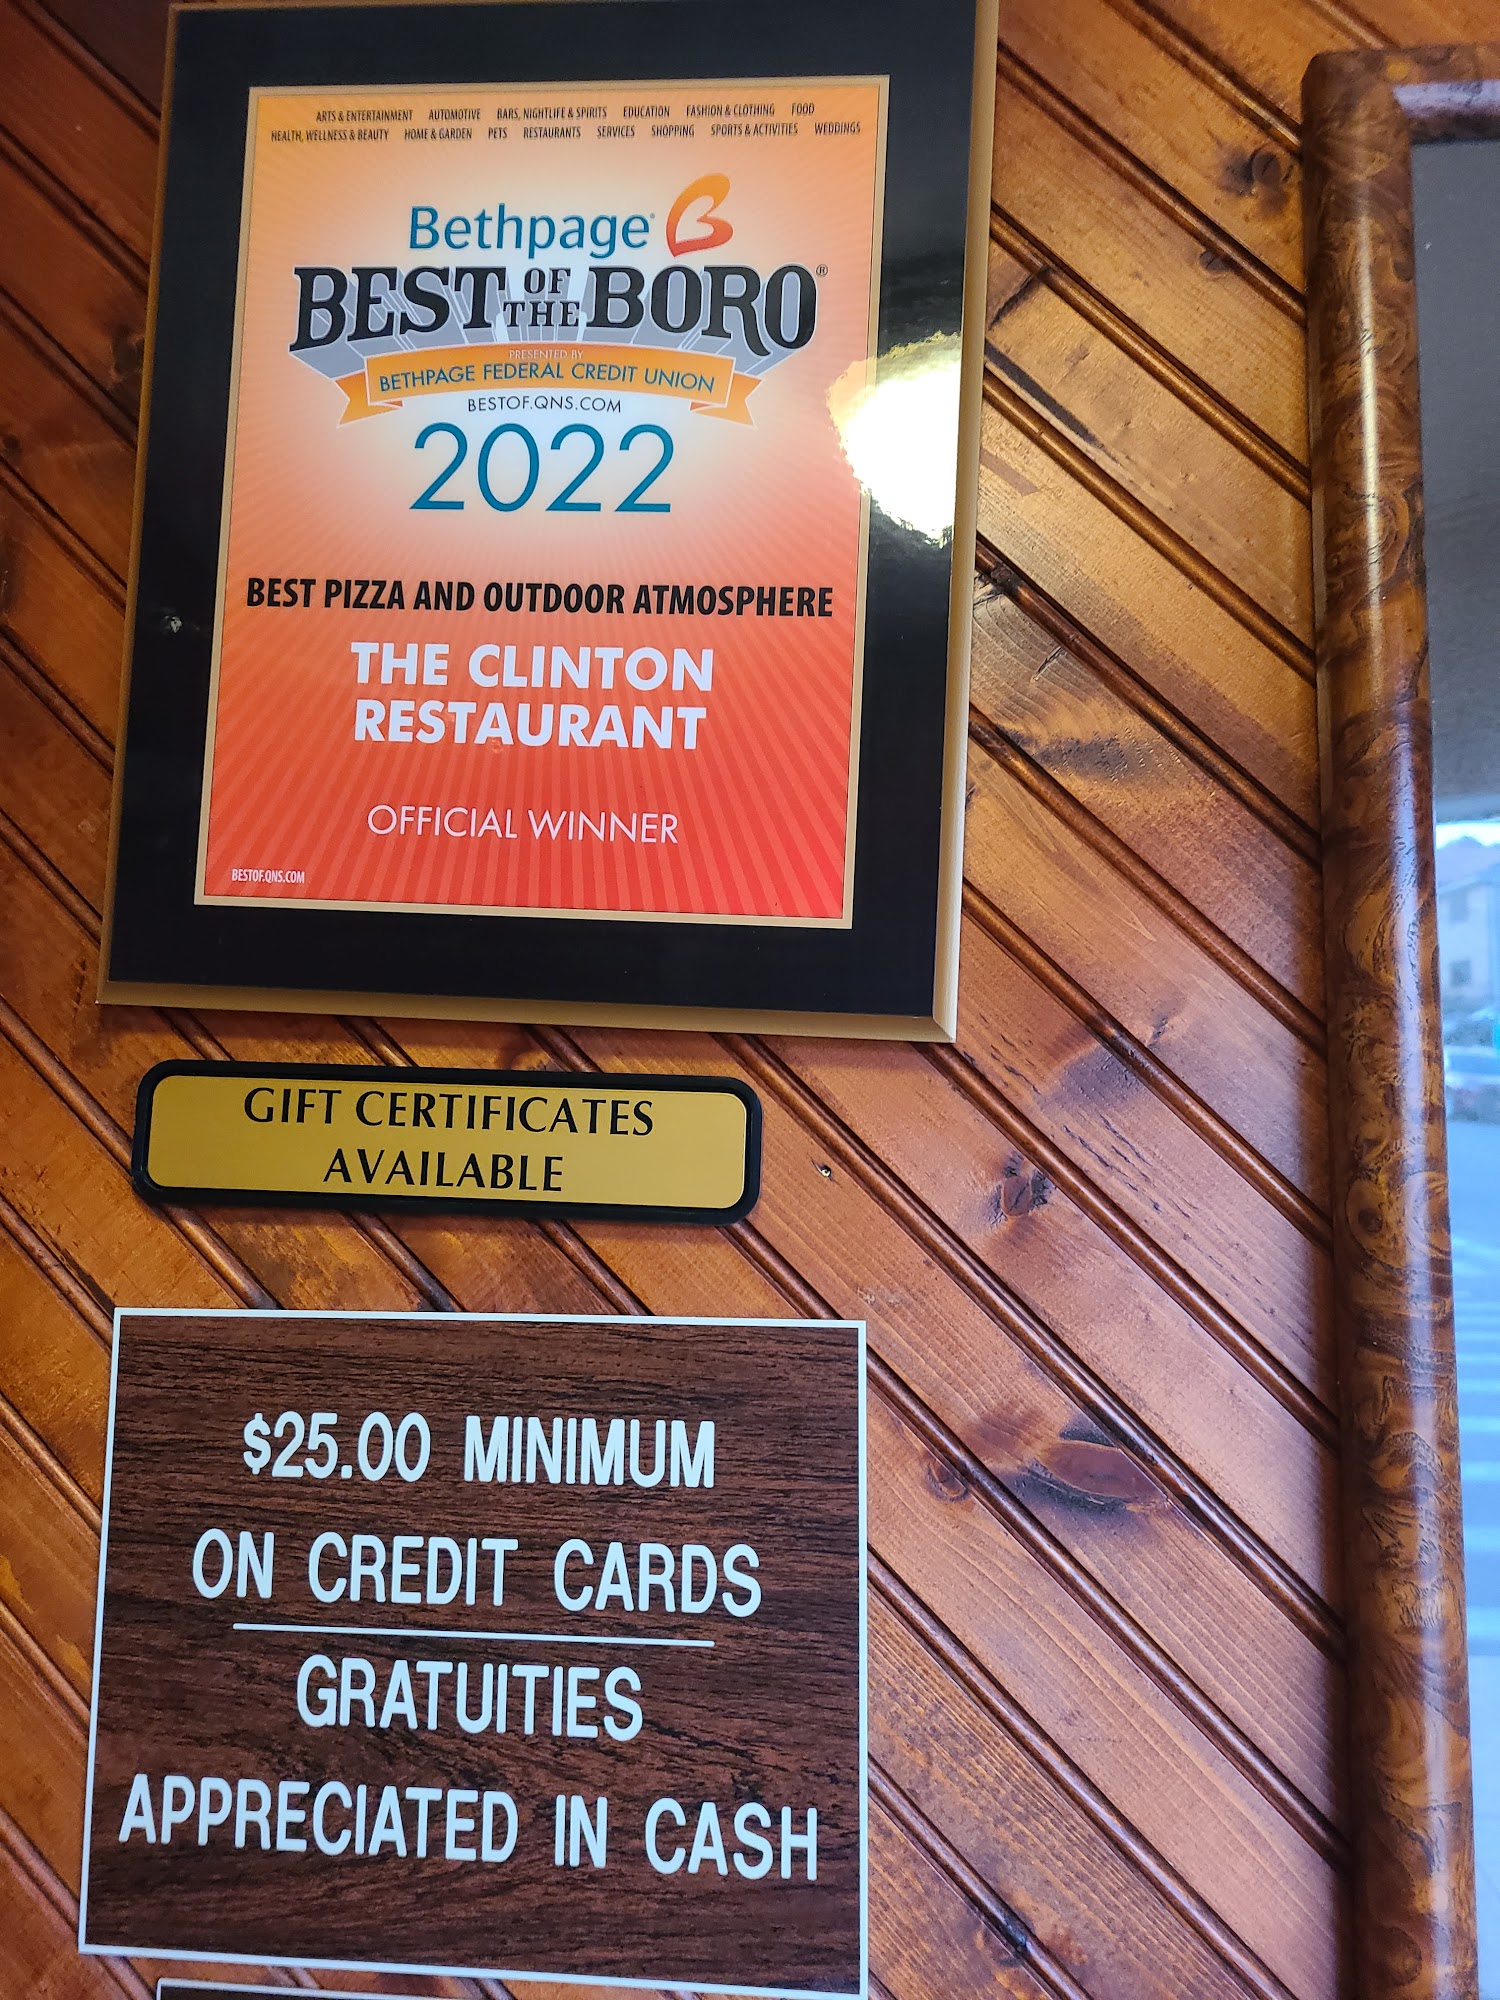 ARTS & ENTERTAINMENT AUTOMOTIVE BARS, NIGHTLIFE & SPIRITS EDUCATION FASHION & CLOTHING FOOD
HEALTH, WELLNESS & BEAUTY HOME & GARDEN PETS RESTAURANTS SERVICES SHOPPING SPORTS & ACTIVITIES WEDDINGS
Bethpage®
BEST OF THE BORO®
PRESENTED BY
BETHPAGE FEDERAL CREDIT UNION
BESTOF.QNS.COM
2022
BEST PIZZA AND OUTDOOR ATMOSPHERE
THE CLINTON
RESTAURANT
OFFICIAL WINNER
BESTOF.QNS.COM
GIFT CERTIFICATES
AVAILABLE
$25.00 MINIMUM
ON CREDIT CARDS
GRATUITIES
APPRECIATED IN CASH